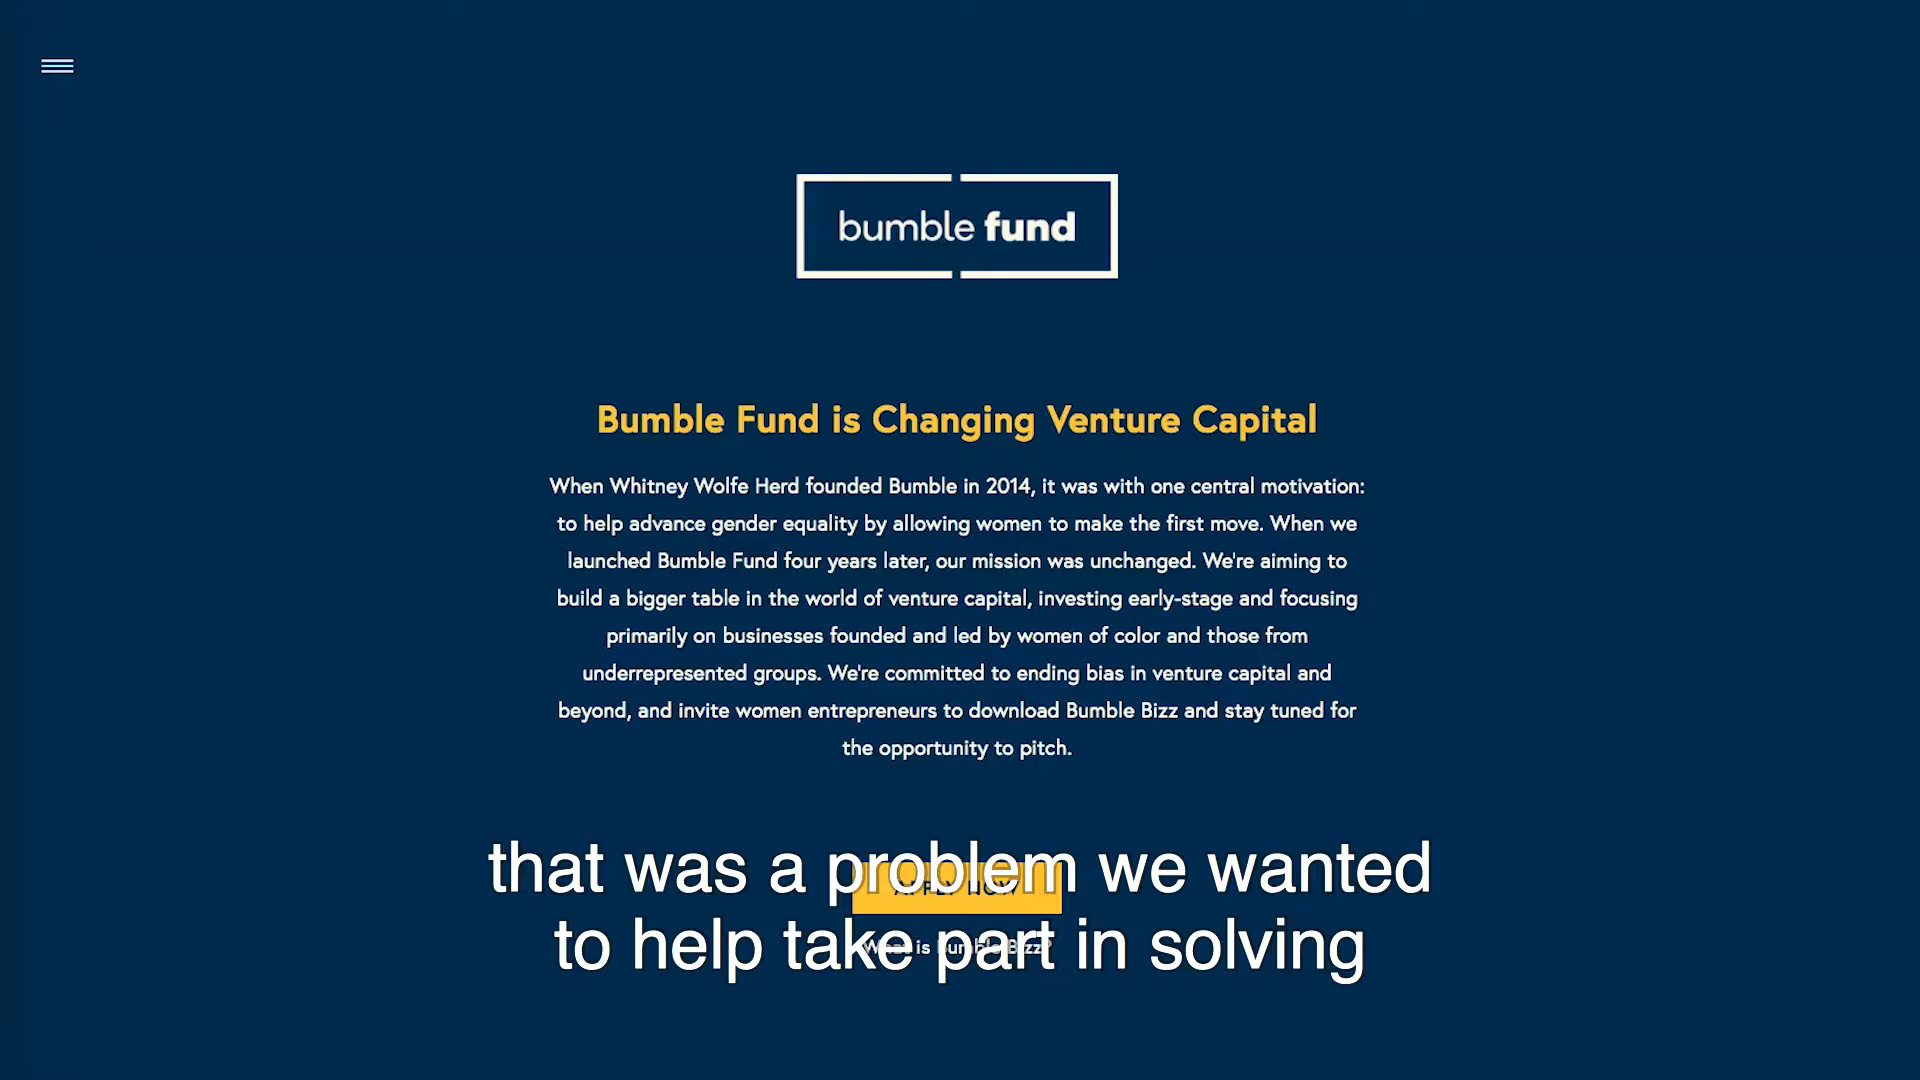 bumble fund
Bumble Fund is Changing Venture Capital
When Whitney Wolfe Herd founded Bumble in 2014, it was with one central motivation:
to help advance gender equality by allowing women to make the first move. When we
launched Bumble Fund four years later, our mission was unchanged. We're aiming to
build a bigger table in the world of venture capital, investing early-stage and focusing
primarily on businesses founded and led by women of color and those from
underrepresented groups. We're committed to ending bias in venture capital and
beyond, and invite women entrepreneurs to download Bumble Bizz and stay tuned for
the opportunity to pitch.
that was a problem we wanted
APPLY NOW
to help take part in solving
What is Bumble Bizz?